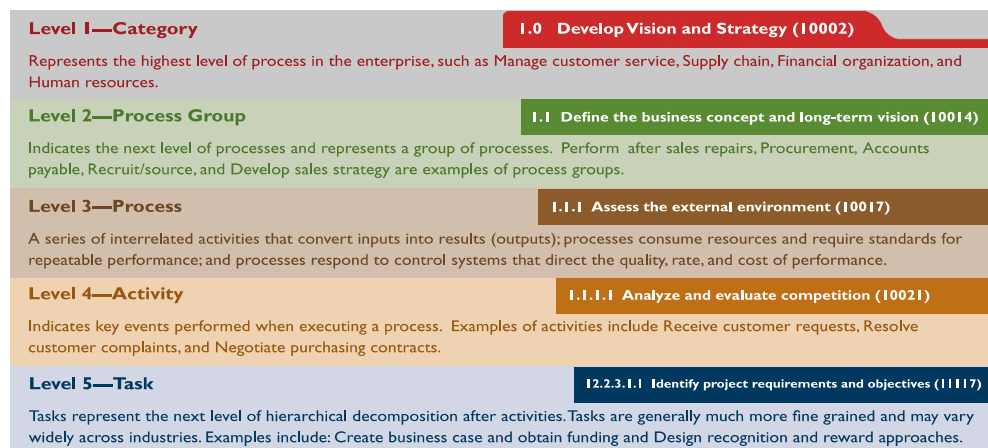 Level 1—Category
1.0 Develop Vision and Strategy (10002)
Represents the highest level of process in the enterprise, such as Manage customer service, Supply chain, Financial organization, and
Human resources.
Level 2—Process Group
1.1 Define the business concept and long-term vision (10014)
Indicates the next level of processes and represents a group of processes. Perform after sales repairs, Procurement, Accounts
payable, Recruit/source, and Develop sales strategy are examples of process groups.
Level 3—Process
1.1.1 Assess the external environment (10017)
A series of interrelated activities that convert inputs into results (outputs); processes consume resources and require standards for
repeatable performance; and processes respond to control systems that direct the quality, rate, and cost of performance.
Level 4—Activity
1.1.1.1 Analyze and evaluate competition (10021)
Indicates key events performed when executing a process. Examples of activities include Receive customer requests, Resolve
customer complaints, and Negotiate purchasing contracts.
Level 5—Task
12.2.3.1.1 Identify project requirements and objectives (11117)
Tasks represent the next level of hierarchical decomposition after activities. Tasks are generally much more fine grained and may vary
widely across industries. Examples include: Create business case and obtain funding and Design recognition and reward approaches.